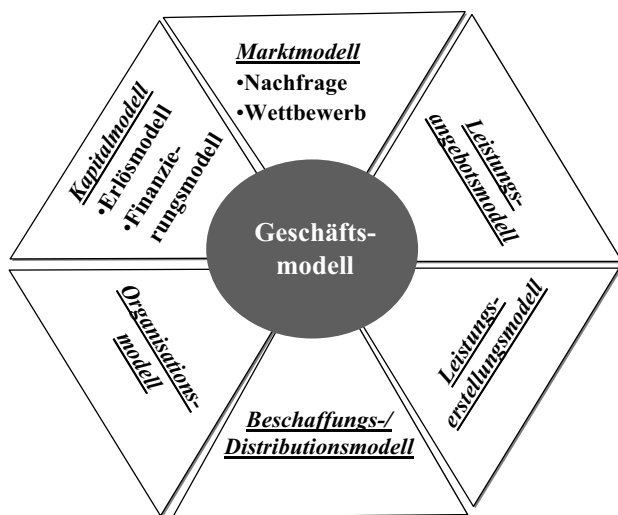 Marktmodell
•Nachfrage
•Wettbewerb
Leistungs-
angebotsmodell
Leistungs-
erstellungsmodell
Beschaffungs-/
Distributionsmodell
Organisations-
modell
Kapitalmodell
•Erlösmodell
•Finanzie-
rungsmodell
Geschäfts-
modell